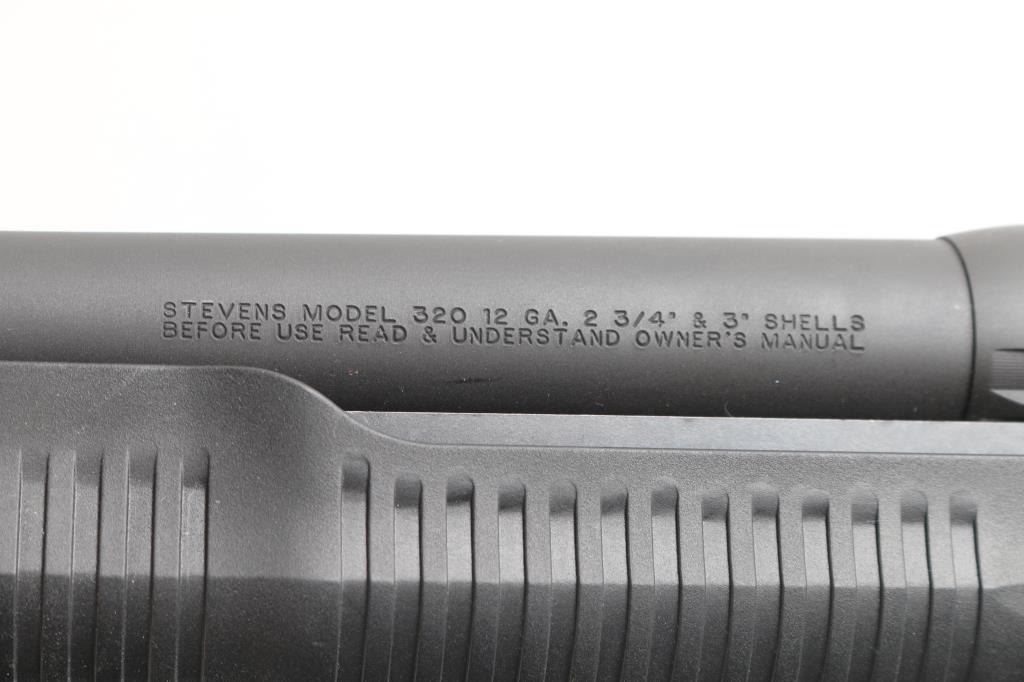 STEVENS MODEL 320 12 GA. 2 3/4" & 3" SHELLS
BEFORE USE READ & UNDERSTAND OWNER'S MANUAL